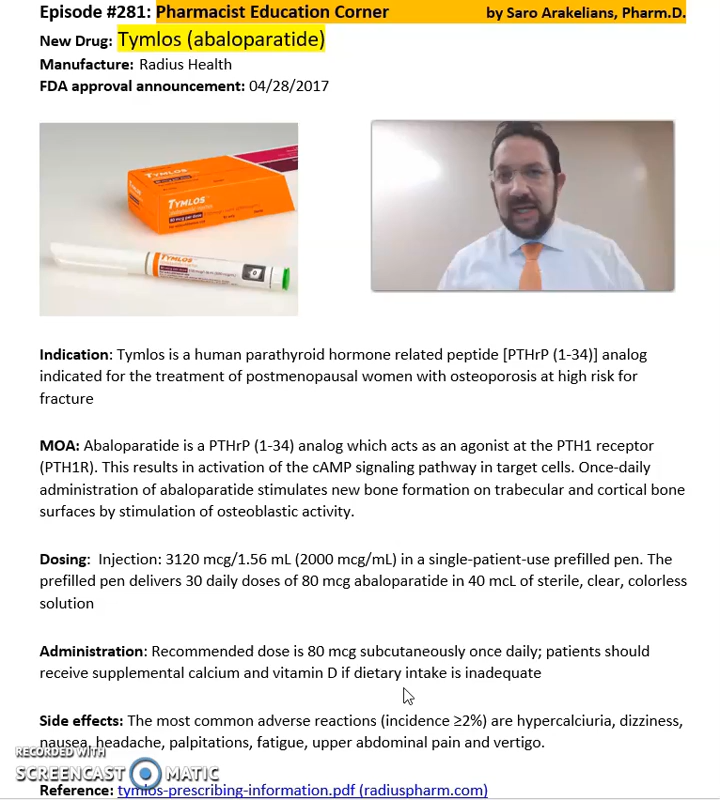 Episode #281: Pharmacist Education Corner by Saro Arakelians, Pharm.D.
New Drug: Tymlos (abaloparatide)
Manufacture: Radius Health
FDA approval announcement: 04/28/2017
TYMLOS
TYMLOS
80 mcg per dose
TYMLOS
Indication: Tymlos is a human parathyroid hormone related peptide [PTHrP (1-34)] analog
indicated for the treatment of postmenopausal women with osteoporosis at high risk for
fracture
MOA: Abaloparatide is a PTHrP (1-34) analog which acts as an agonist at the PTH1 receptor
(PTH1R). This results in activation of the cAMP signaling pathway in target cells. Once-daily
administration of abaloparatide stimulates new bone formation on trabecular and cortical bone
surfaces by stimulation of osteoblastic activity.
Dosing: Injection: 3120 mcg/1.56 mL (2000 mcg/mL) in a single-patient-use prefilled pen. The
prefilled pen delivers 30 daily doses of 80 mcg abaloparatide in 40 mcL of sterile, clear, colorless
solution
Administration: Recommended dose is 80 mcg subcutaneously once daily; patients should
receive supplemental calcium and vitamin D if dietary intake is inadequate
Side effects: The most common adverse reactions (incidence ≥2%) are hypercalciuria, dizziness,
nausea, headache, palpitations, fatigue, upper abdominal pain and vertigo.
RECORDED WITH
SCREENCAST MATIC
Reference: tymlos-prescribing-information.pdf (radiuspharm.com)